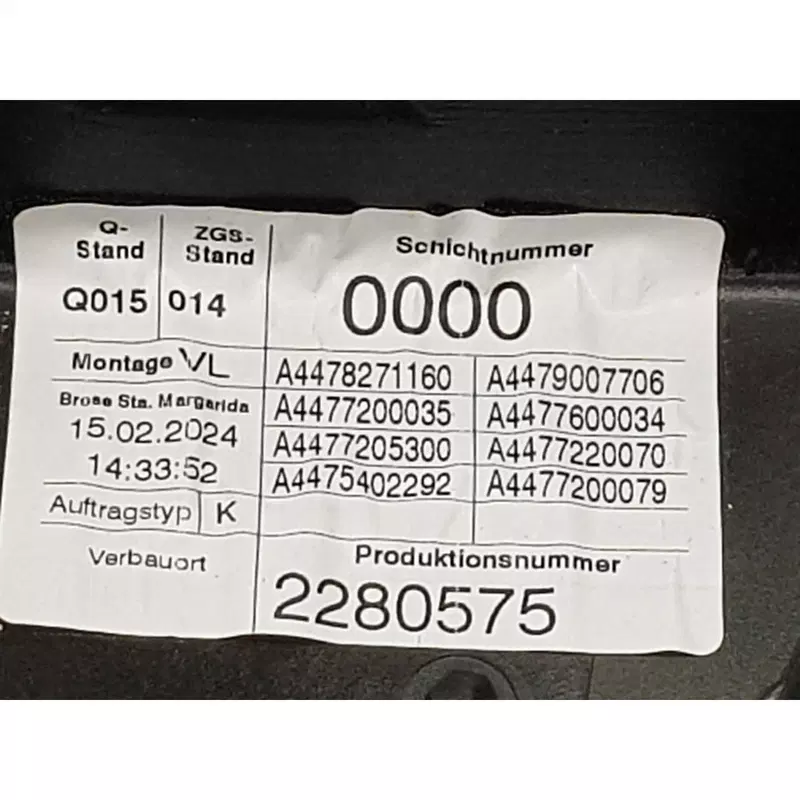 Q-Stand ZGS-Stand Schichtnummer
Q015 014 0000
Montage VL A4478271160 A4479007706
Brose Sta. Margarida A4477200035 A4477600034
15.02.2024 A4477205300 A4477220070
14:33:52 A4475402292 A4477200079
Auftragstyp K
Verbauort Produktionsnummer
2280575